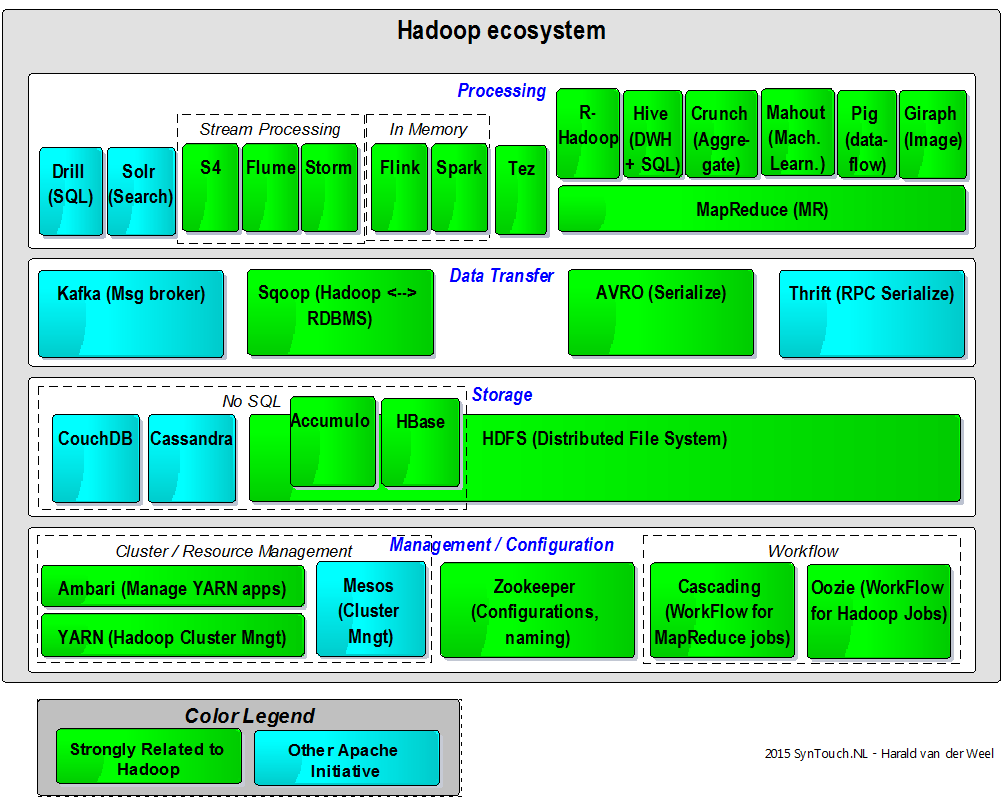 Hadoop ecosystem
Processing
Stream Processing
In Memory
Drill
(SQL)
Solr
(Search)
S4
Flume
Storm
Flink
Spark
Tez
R-
Hadoop
Hive
(DWH
+ SQL)
Crunch
(Aggre-
gate)
Mahout
(Mach.
Learn.)
Pig
(data-
flow)
Giraph
(Image)
MapReduce (MR)
Data Transfer
Kafka (Msg broker)
Sqoop (Hadoop <-->
RDBMS)
AVRO (Serialize)
Thrift (RPC Serialize)
Storage
No SQL
CouchDB
Cassandra
Accumulo
HBase
HDFS (Distributed File System)
Management / Configuration
Cluster / Resource Management
Ambari (Manage YARN apps)
YARN (Hadoop Cluster Mngt)
Mesos
(Cluster
Mngt)
Zookeeper
(Configurations,
naming)
Workflow
Cascading
(WorkFlow for
MapReduce jobs)
Oozie (WorkFlow
for Hadoop Jobs)
Color Legend
Strongly Related to
Hadoop
Other Apache
Initiative
2015 SynTouch.NL - Harald van der Weel